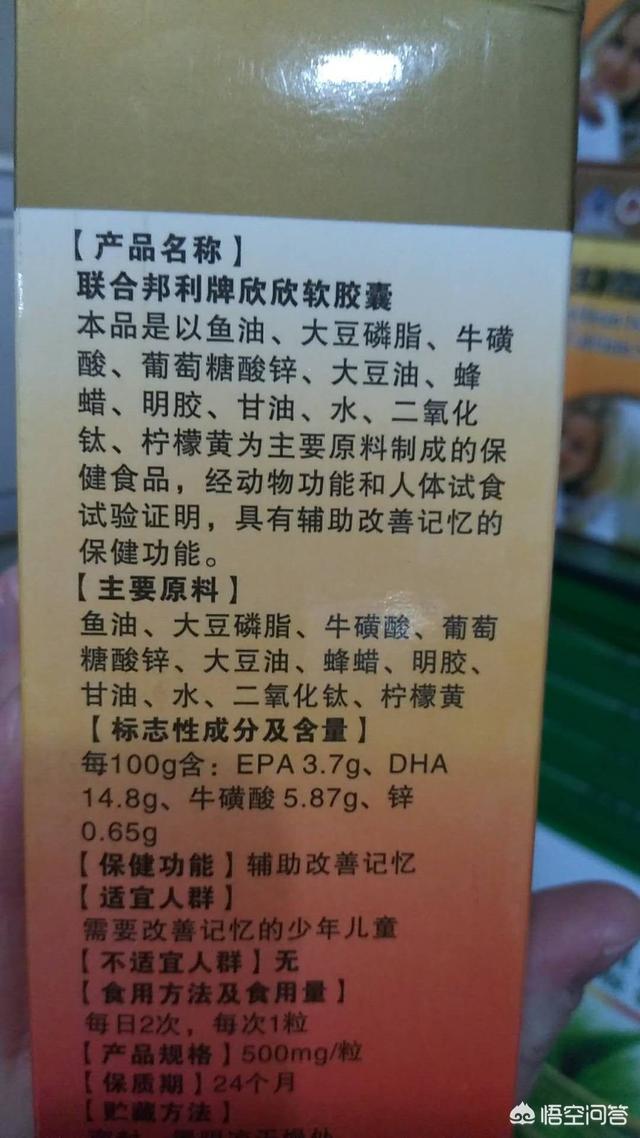 【产品名称】
联合邦利牌欣欣软胶囊
本品是以鱼油、大豆磷脂、牛磺
酸、葡萄糖酸锌、大豆油、蜂
蜡、明胶、甘油、水、二氧化
钛、柠檬黄为主要原料制成的保
健食品，经动物功能和人体试食
试验证明，具有辅助改善记忆的
保健功能。
【主要原料】
鱼油、大豆磷脂、牛磺酸、葡萄
糖酸锌、大豆油、蜂蜡、明胶、
甘油、水、二氧化钛、柠檬黄
【标志性成分及含量】
每100g含：EPA 3.7g、DHA
14.8g、牛磺酸 5.87g、锌
0.65g
【保健功能】辅助改善记忆
【适宜人群】
需要改善记忆的少年儿童
【不适宜人群】无
【食用方法及食用量】
每日2次，每次1粒
【产品规格】500mg/粒
【保质期】24个月
【贮藏方法】
悟空问答